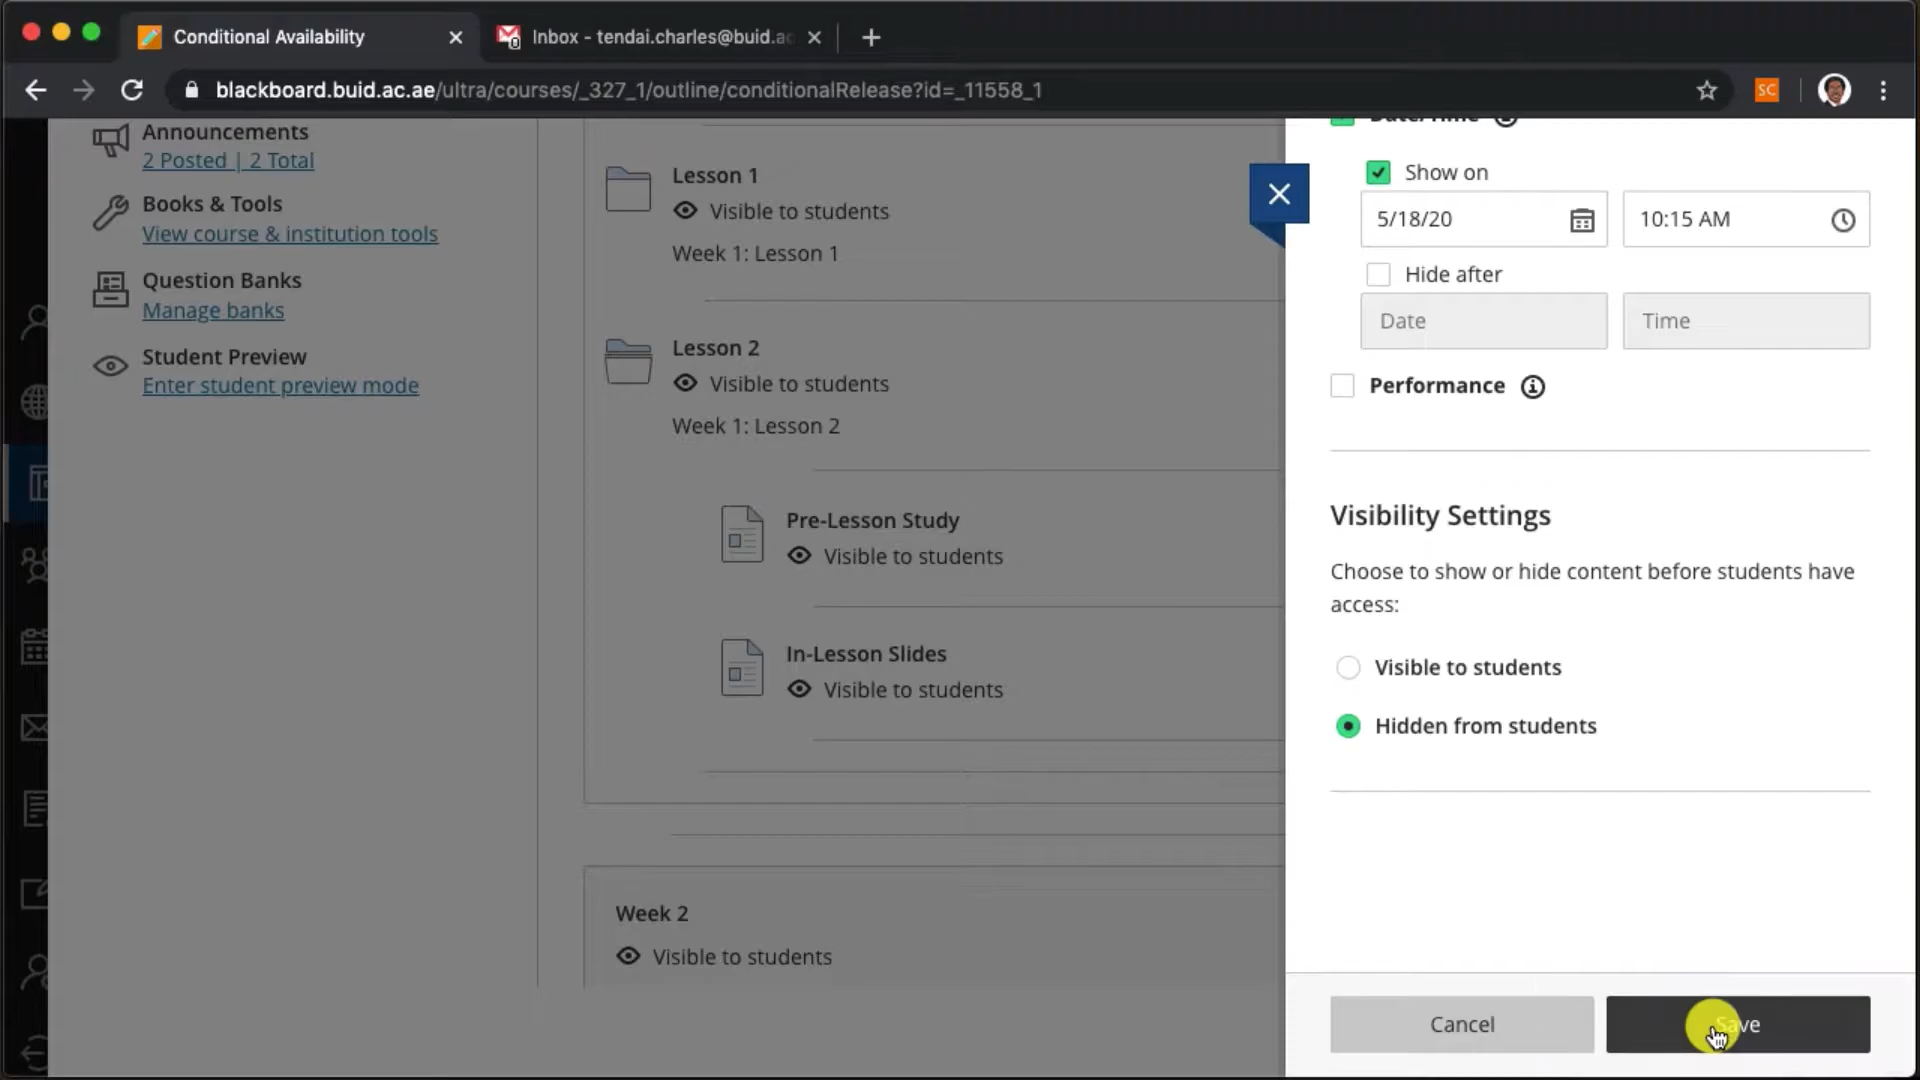 Conditional Availability
Inbox - tendai.charles@buid.ac
blackboard.buid.ac.ae/ultra/courses/_327_1/outline/conditionalRelease?id=_11558_1
SC
Announcements
2 Posted | 2 Total
Books & Tools
View course & institution tools
Question Banks
Manage banks
Student Preview
Enter student preview mode
Lesson 1
Visible to students
Week 1: Lesson 1
Lesson 2
Visible to students
Week 1: Lesson 2
Pre-Lesson Study
Visible to students
In-Lesson Slides
Visible to students
Week 2
Visible to students
Date/Time
Show on
5/18/20 10:15 AM
Hide after
Date Time
Performance
Visibility Settings
Choose to show or hide content before students have
access:
Visible to students
Hidden from students
Cancel Save